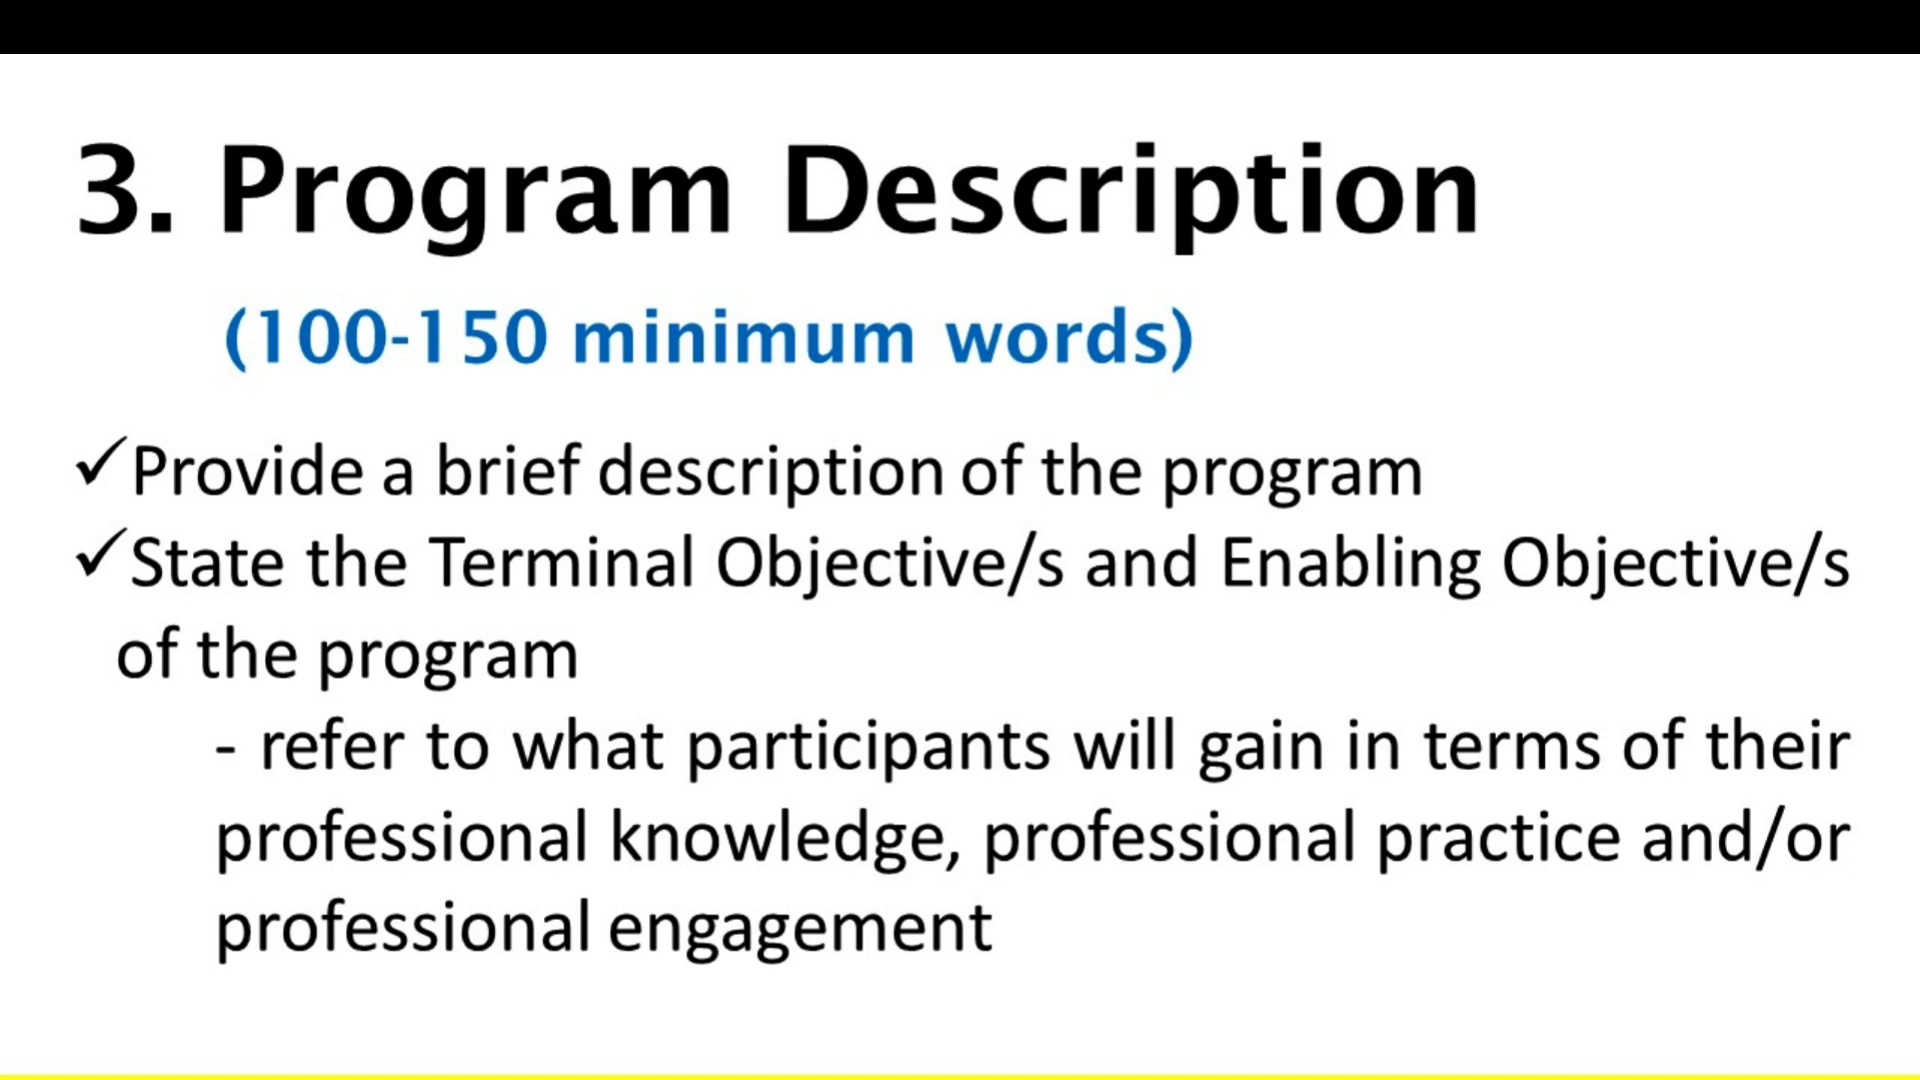 3. Program Description
(100-150 minimum words)
✓Provide a brief description of the program
✓State the Terminal Objective/s and Enabling Objective/s
of the program
- refer to what participants will gain in terms of their
professional knowledge, professional practice and/or
professional engagement